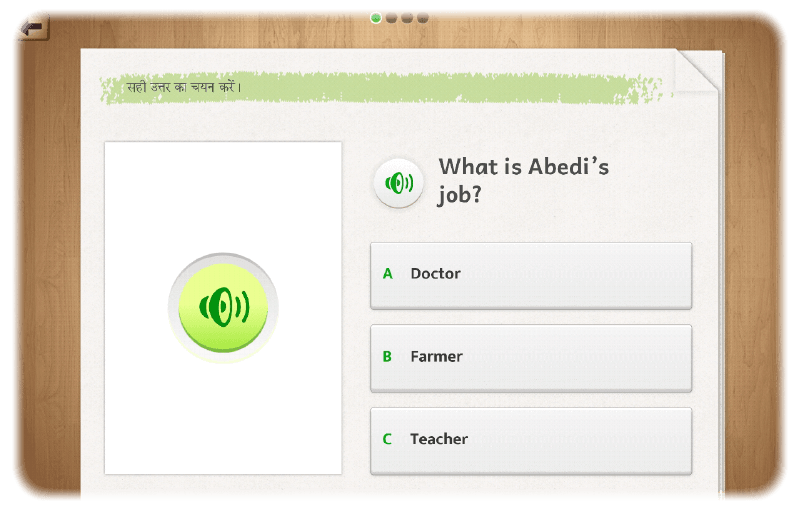 सही उत्तर का चयन करें।
What is Abedi's
job?
A Doctor
B Farmer
C Teacher